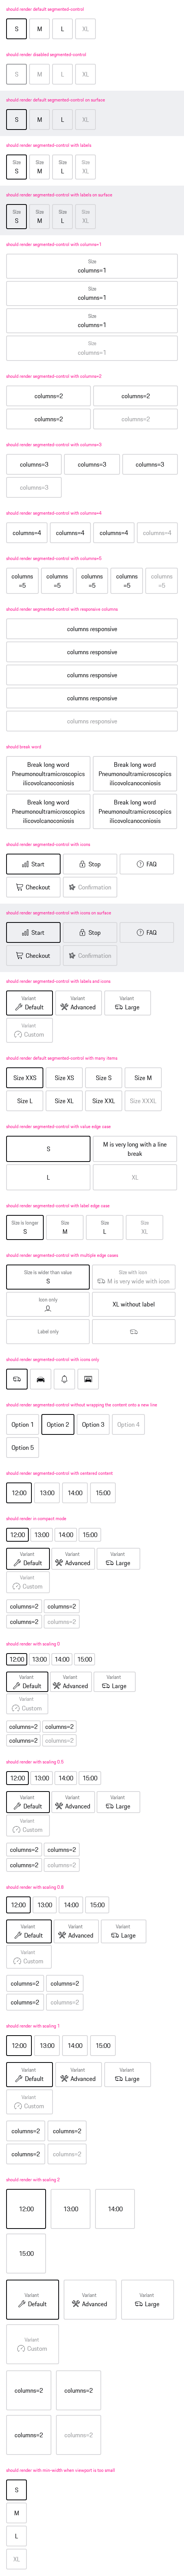 should render default segmented-control
S M L XL
should render disabled segmented-control
S M L XL
should render default segmented-control on surface
S M L XL
should render segmented-control with labels
Size Size Size Size
S M L XL
should render segmented-control with labels on surface
Size Size Size Size
S M L XL
should render segmented-control with columns=1
Size
columns=1
Size
columns=1
Size
columns=1
Size
columns=1
should render segmented-control with columns=2
columns=2 columns=2
columns=2 columns=2
should render segmented-control with columns=3
columns=3 columns=3 columns=3
columns=3
should render segmented-control with columns=4
columns=4 columns=4 columns=4 columns=4
should render segmented-control with columns=5
columns columns columns columns columns
=5 =5 =5 =5 =5
should render segmented-control with responsive columns
columns responsive
columns responsive
columns responsive
columns responsive
columns responsive
should break word
Break long word Break long word
Pneumonoultramicroscopics Pneumonoultramicroscopics
ilicovolcanoconiosis ilicovolcanoconiosis
Break long word Break long word
Pneumonoultramicroscopics Pneumonoultramicroscopics
ilicovolcanoconiosis ilicovolcanoconiosis
should render segmented-control with icons
Start Stop FAQ
Checkout Confirmation
should render segmented-control with icons on surface
Start Stop FAQ
Checkout Confirmation
should render segmented-control with labels and icons
Variant Variant Variant
Default Advanced Large
Variant
Custom
should render default segmented-control with many items
Size XXS Size XS Size S Size M
Size L Size XL Size XXL Size XXXL
should render segmented-control with value edge case
S M is very long with a line
break
L XL
should render segmented-control with label edge case
Size is longer Size Size Size
S M L XL
should render segmented-control with multiple edge cases
Size is wider than value Size with icon
S M is very wide with icon
Icon only XL without label
Label only
should render segmented-control with icons only
should render segmented-control without wrapping the content onto a new line
Option 1 Option 2 Option 3 Option 4
Option 5
should render segmented-control with centered content
12:00 13:00 14:00 15:00
should render in compact mode
12:00 13:00 14:00 15:00
Variant Variant Variant
Default Advanced Large
Variant
Custom
columns=2 columns=2
columns=2 columns=2
should render with scaling 0
12:00 13:00 14:00 15:00
Variant Variant Variant
Default Advanced Large
Variant
Custom
columns=2 columns=2
columns=2 columns=2
should render with scaling 0.5
12:00 13:00 14:00 15:00
Variant Variant Variant
Default Advanced Large
Variant
Custom
columns=2 columns=2
columns=2 columns=2
should render with scaling 0.8
12:00 13:00 14:00 15:00
Variant Variant Variant
Default Advanced Large
Variant
Custom
columns=2 columns=2
columns=2 columns=2
should render with scaling 1
12:00 13:00 14:00 15:00
Variant Variant Variant
Default Advanced Large
Variant
Custom
columns=2 columns=2
columns=2 columns=2
should render with scaling 2
12:00 13:00 14:00
15:00
Variant Variant Variant
Default Advanced Large
Variant
Custom
columns=2 columns=2
columns=2 columns=2
should render with min-width when viewport is too small
S
M
L
XL